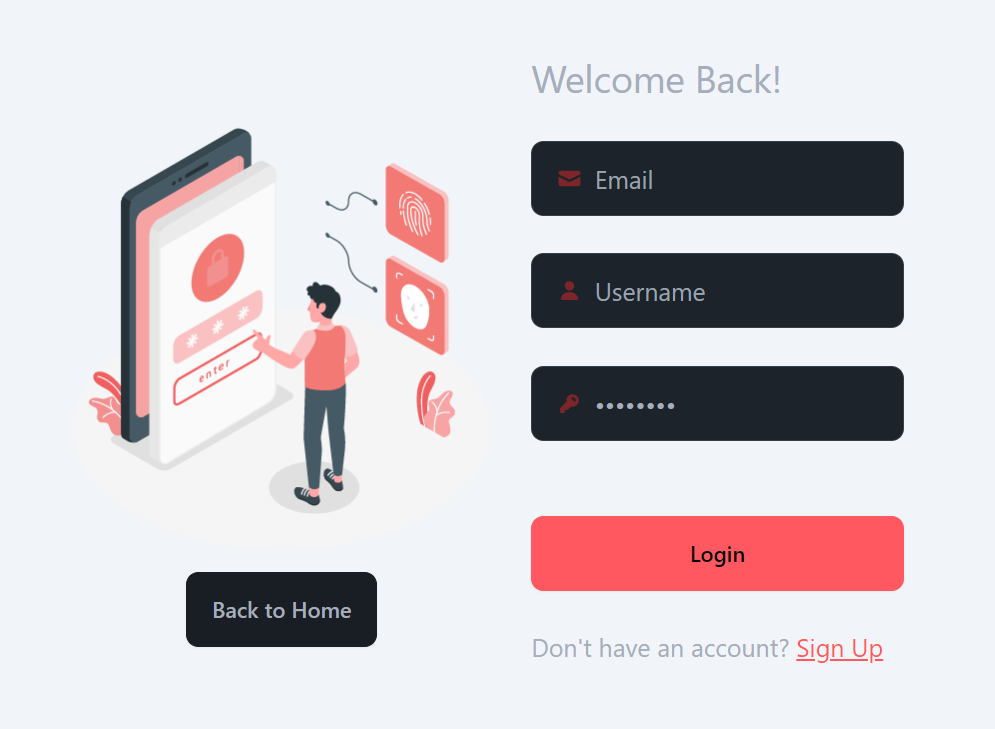 Welcome Back!
Email
Username
••••••••
Login
Don't have an account? Sign Up
* * *
enter
Back to Home